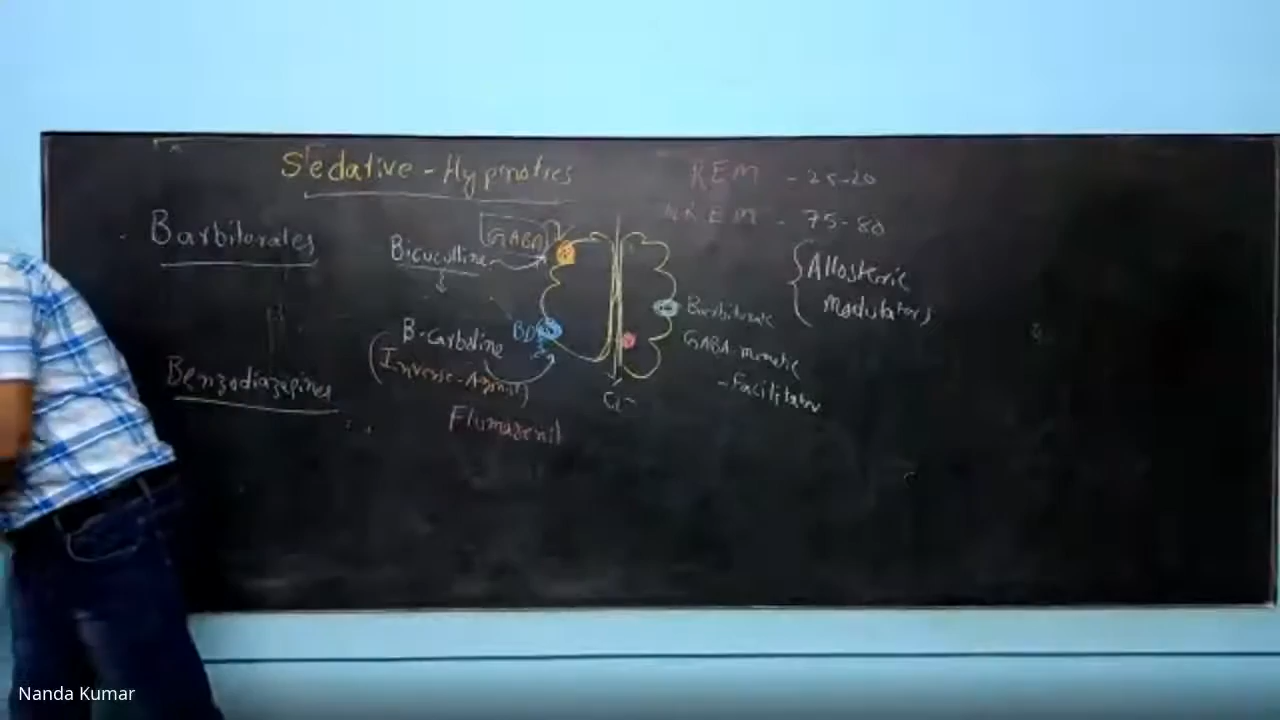 Sedative - Hypnotics
REM - 25-20
NREM - 75-80
Barbiturates
GABA
Bicuculline
Allosteric
Modulators
Barbiturate
BD
B-Carboline
(Inverse-Agonist)
GABA-mimetic
- Facilitatory
Benzodiazepines
Cl-
Flumazenil
Nanda Kumar